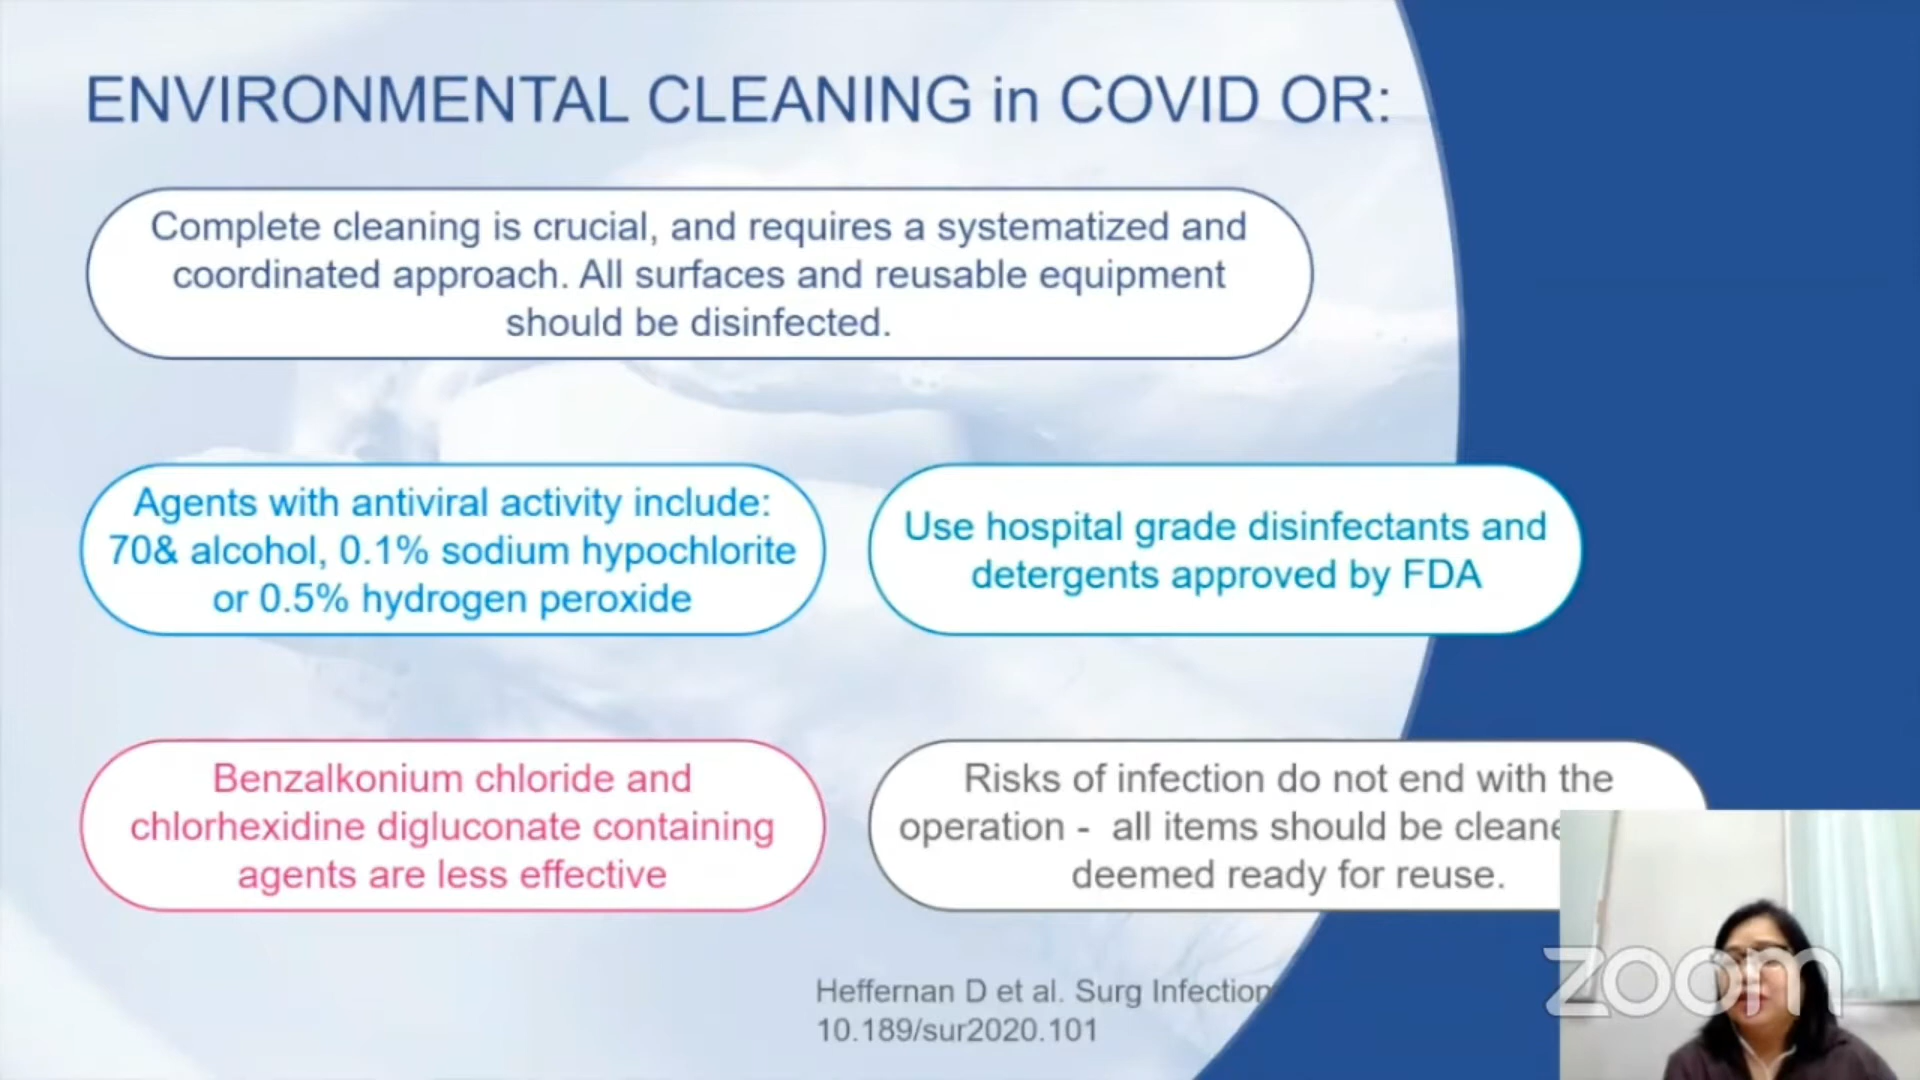 ENVIRONMENTAL CLEANING in COVID OR:
Complete cleaning is crucial, and requires a systematized and
coordinated approach. All surfaces and reusable equipment
should be disinfected.
Agents with antiviral activity include:
70& alcohol, 0.1% sodium hypochlorite
or 0.5% hydrogen peroxide
Use hospital grade disinfectants and
detergents approved by FDA
Benzalkonium chloride and
chlorhexidine digluconate containing
agents are less effective
Risks of infection do not end with the
operation - all items should be
deemed ready for reuse.
Heffernan D et al. Surg Infection
10.189/sur2020.101
zoom